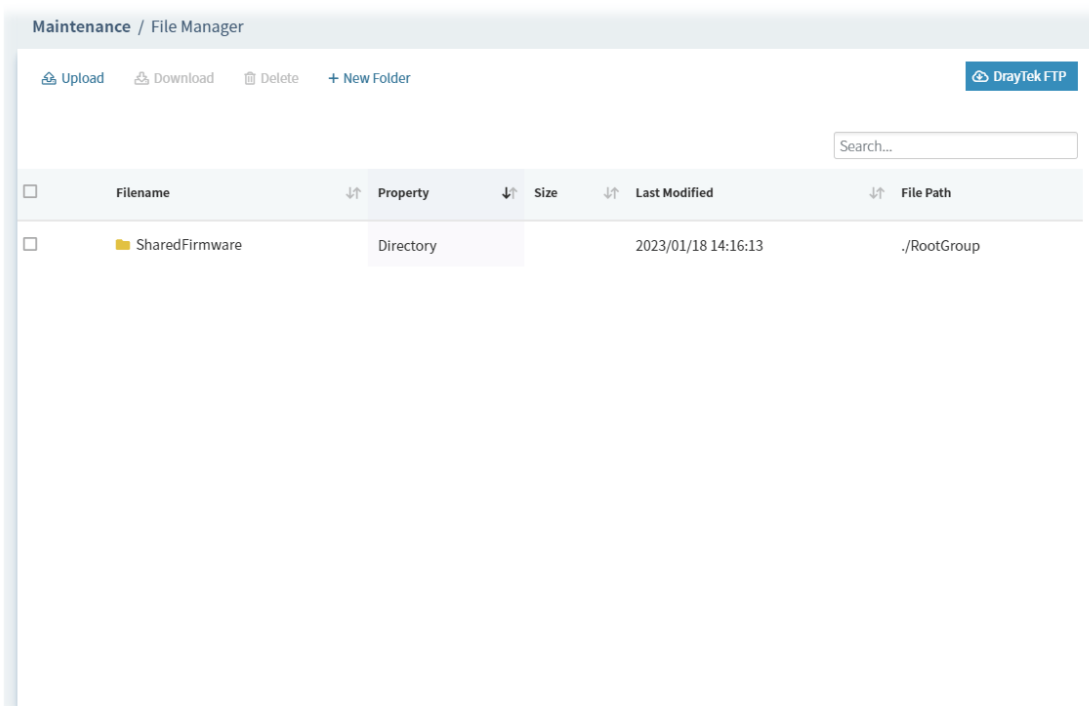 Maintenance / File Manager
Upload Download Delete + New Folder DrayTek FTP
Search...
Filename Property Size Last Modified File Path
SharedFirmware Directory 2023/01/18 14:16:13 ./RootGroup